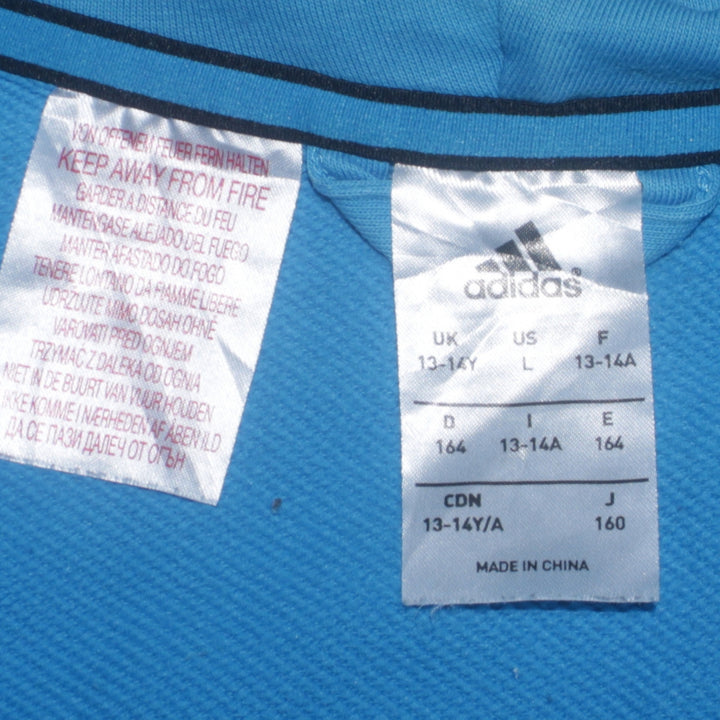 VON OFFENEM FEUER FERN HALTEN
KEEP AWAY FROM FIRE
GARDER A DISTANCE DU FEU
MANTENGASE ALEJADO DEL FUEGO
MANTER AFASTADO DO FOGO
TENERE LONTANO DA FIAMME LIBERE
UDRZUJTE MIMO DOSAH OHNE
VAROVATI PRED OGNJEM
TRZYMAC Z DALEKA OD OGNIA
NIET IN DE BUURT VAN VUUR HOUDEN
IKKE KOMME I NÆRHEDEN AF ABEN ILD
ДА СЕ ПАЗИ ДАЛЕЧ ОТ ОГЪН
adidas®
UK US F
13-14Y L 13-14A
D I E
164 13-14A 164
CDN J
13-14Y/A 160
MADE IN CHINA